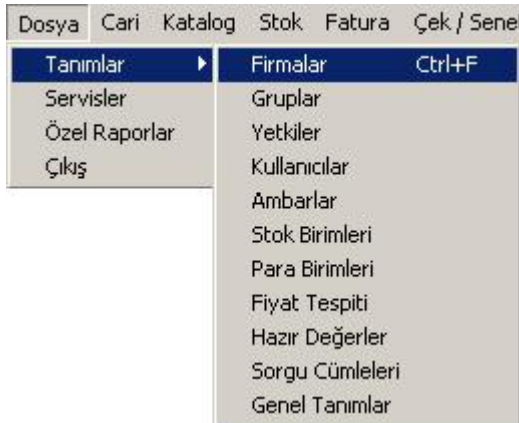 Dosya Cari Katalog Stok Fatura Çek / Sene
Tanımlar
Servisler
Özel Raporlar
Çıkış
Firmalar Ctrl+F
Gruplar
Yetkiler
Kullanıcılar
Ambarlar
Stok Birimleri
Para Birimleri
Fiyat Tespiti
Hazır Değerler
Sorgu Cümleleri
Genel Tanımlar